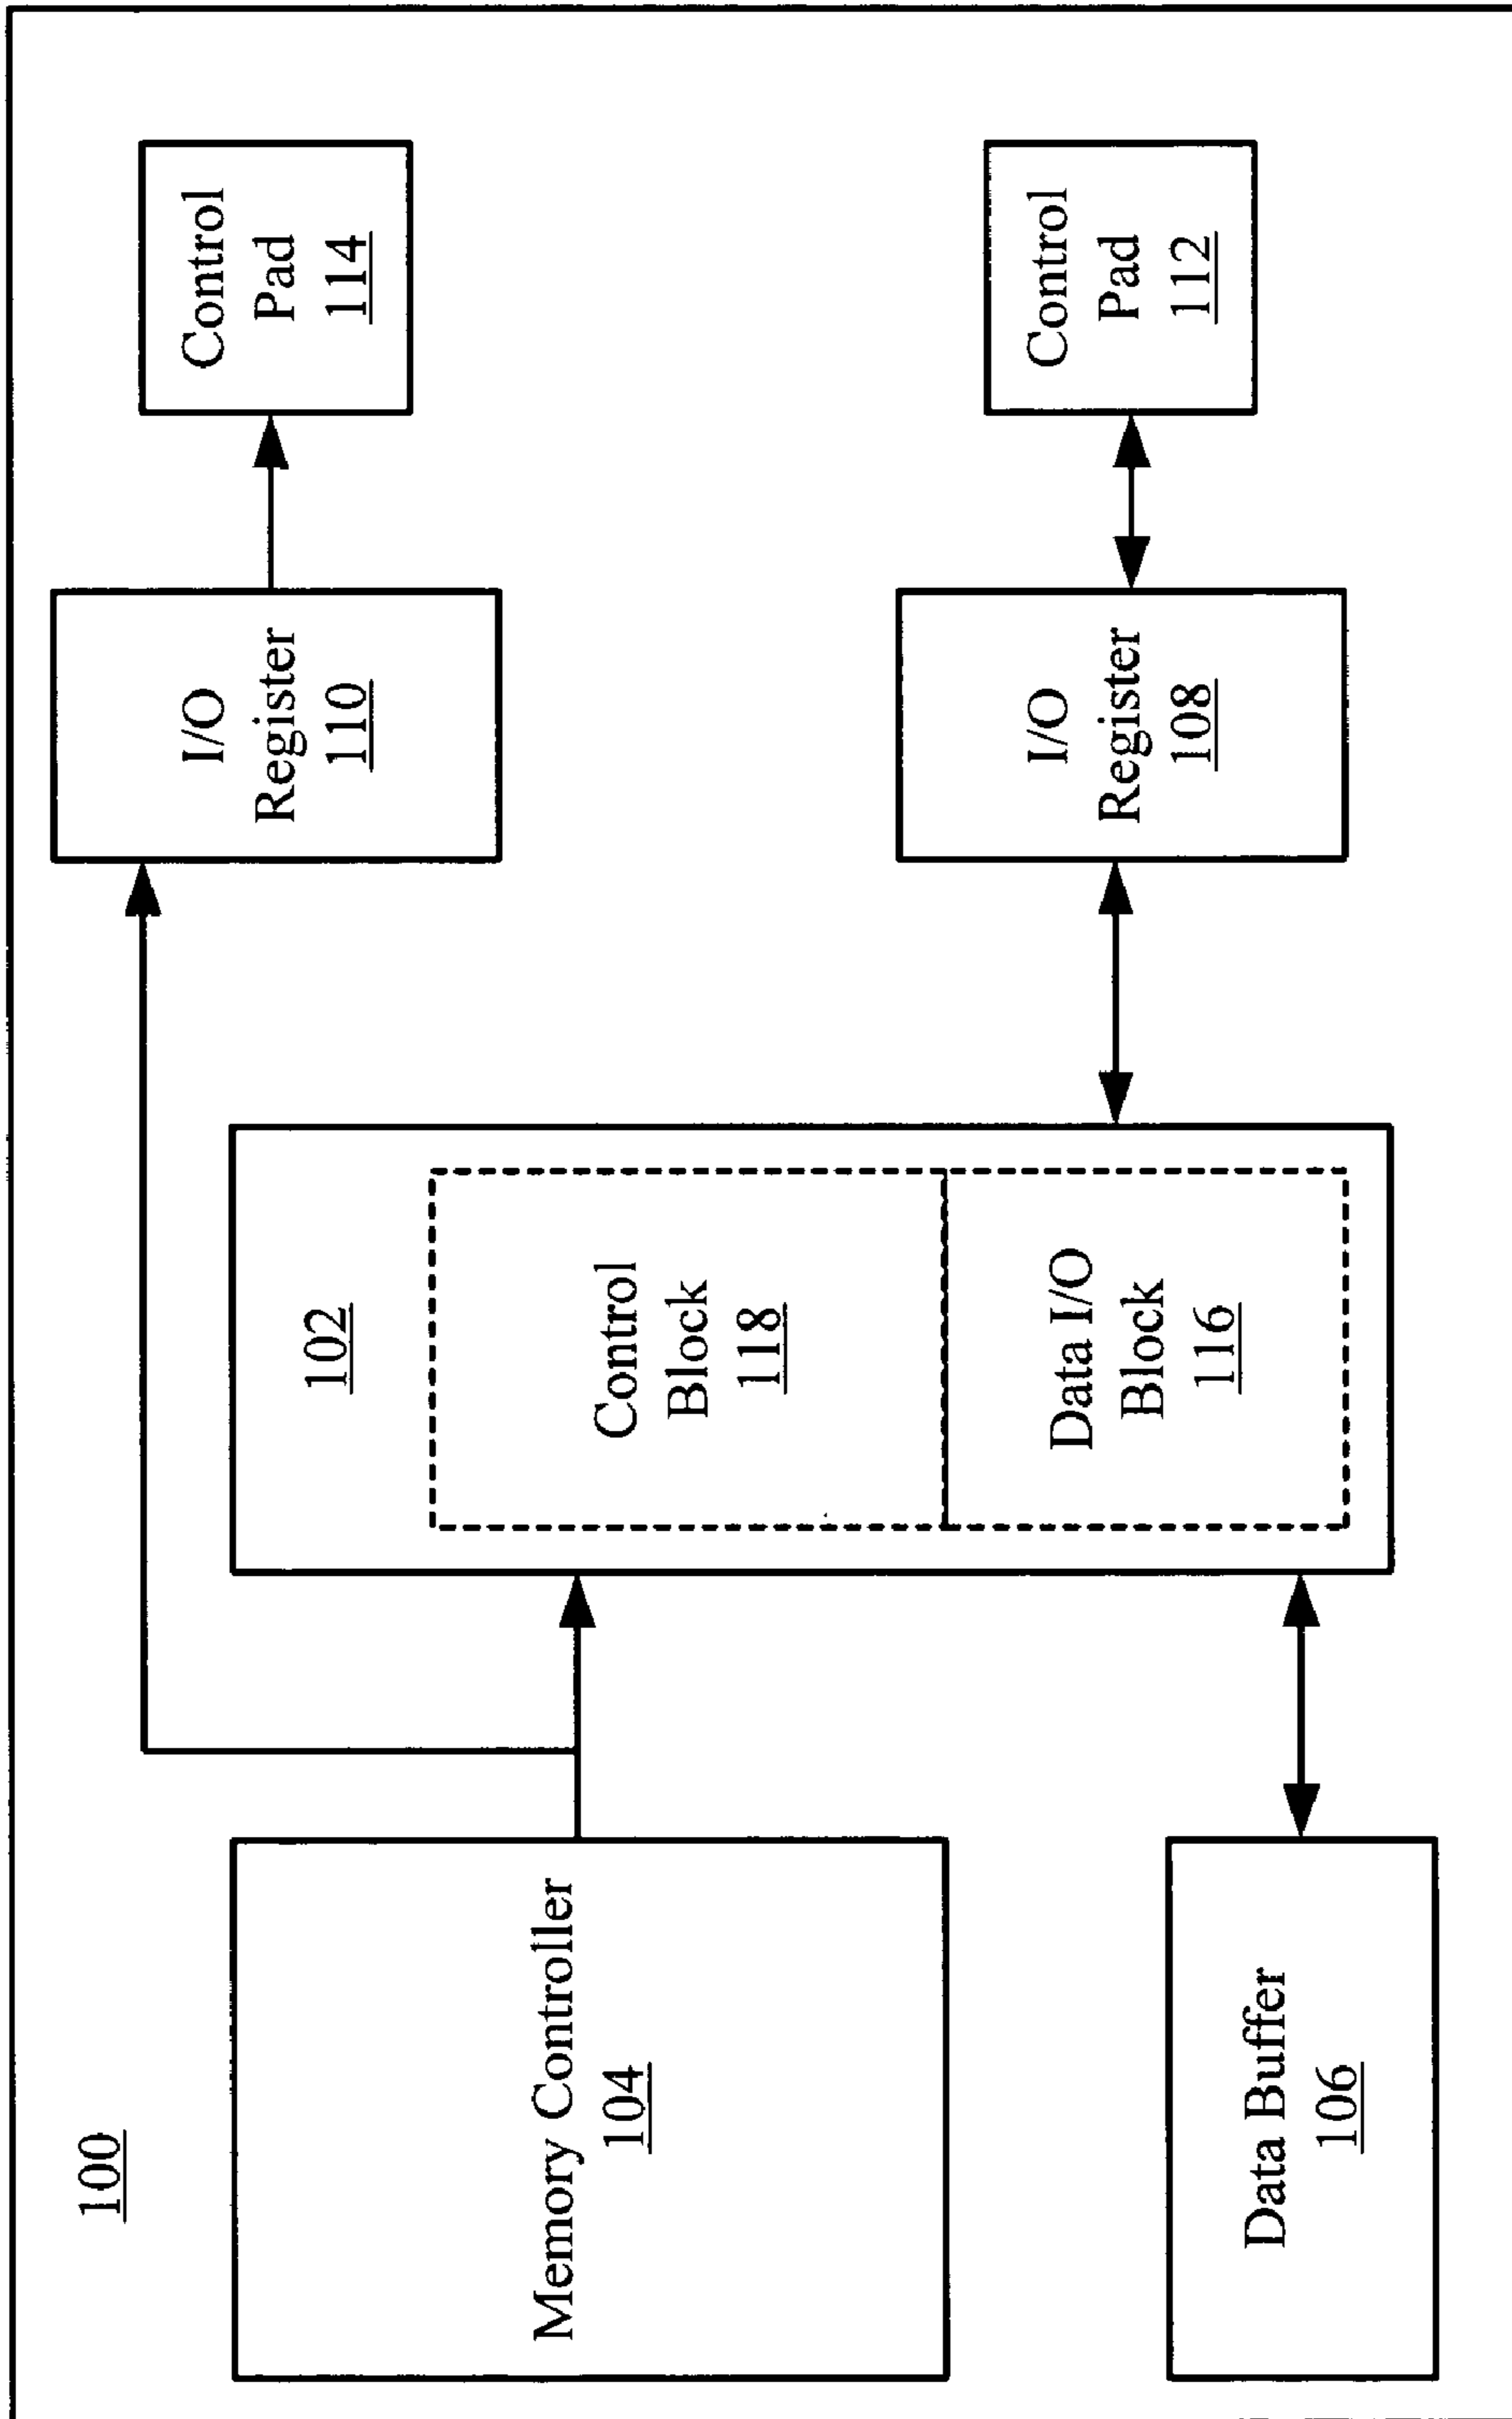 100
Memory Controller
104
Data Buffer
106
102
Control
Block
118
Data I/O
Block
116
I/O
Register
110
I/O
Register
108
Control
Pad
114
Control
Pad
112